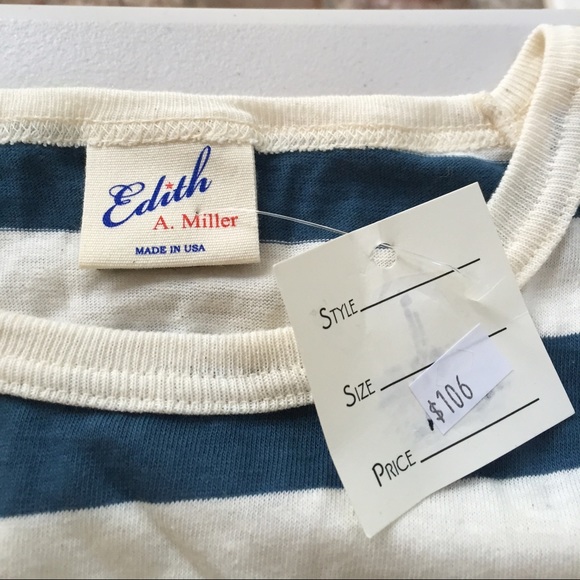 Edith
A. Miller
MADE IN USA
STYLE
SIZE
$106
PRICE